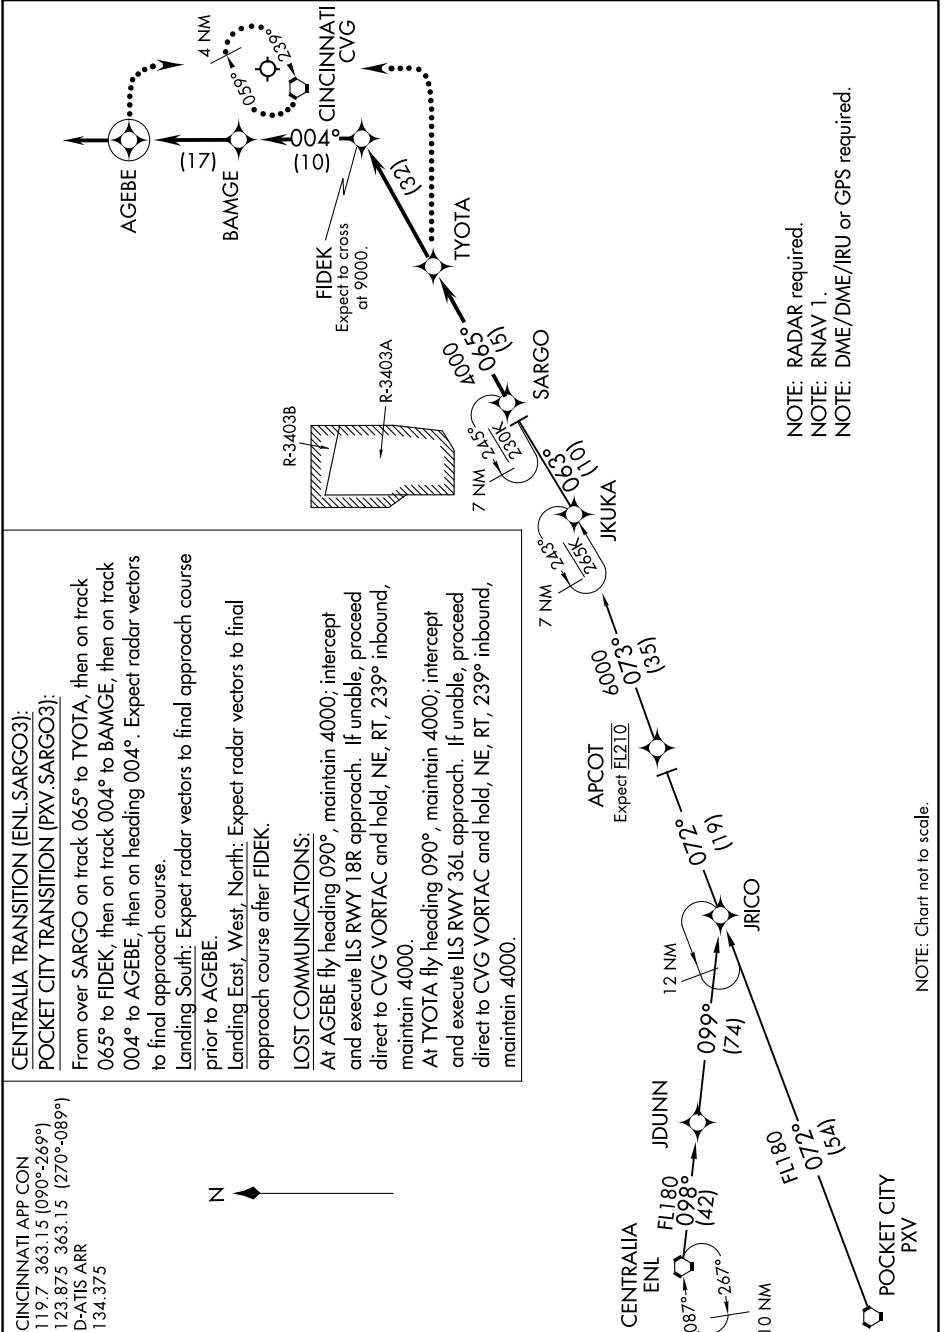 CINCINNATI APP CON
119.7 363.15 (090°-269°)
123.875 363.15 (270°-089°)
D-ATIS ARR
134.375
CENTRALIA TRANSITION (ENL.SARGO3):
POCKET CITY TRANSITION (PXV.SARGO3):
From over SARGO on track 065° to TYOTA, then on track
065° to FIDEK, then on track 004° to BAMGE, then on track
004° to AGEBE, then on heading 004°. Expect radar vectors
to final approach course.
Landing South: Expect radar vectors to final approach course
prior to AGEBE.
Landing East, West, North: Expect radar vectors to final
approach course after FIDEK.
LOST COMMUNICATIONS:
At AGEBE fly heading 090°, maintain 4000; intercept
and execute ILS RWY 18R approach. If unable, proceed
direct to CVG VORTAC and hold, NE, RT, 239° inbound,
maintain 4000.
At TYOTA fly heading 090°, maintain 4000; intercept
and execute ILS RWY 36L approach. If unable, proceed
direct to CVG VORTAC and hold, NE, RT, 239° inbound,
maintain 4000.
AGEBE
(17)
BAMGE
004°
(10)
4 NM
059°
239°
CINCINNATI
CVG
FIDEK
Expect to cross
at 9000.
(32)
TYOTA
R-3403B
R-3403A
4000
065°
(5)
SARGO
7 NM
245°
230K
063°
(10)
JKUKA
7 NM
243°
265K
6000
073°
(35)
APCOT
Expect FL210
072°
(19)
JRICO
12 NM
099°
(74)
JDUNN
FL180
098°
(42)
CENTRALIA
ENL
087°
267°
10 NM
FL180
072°
(54)
POCKET CITY
PXV
N
NOTE: RADAR required.
NOTE: RNAV 1.
NOTE: DME/DME/IRU or GPS required.
NOTE: Chart not to scale.